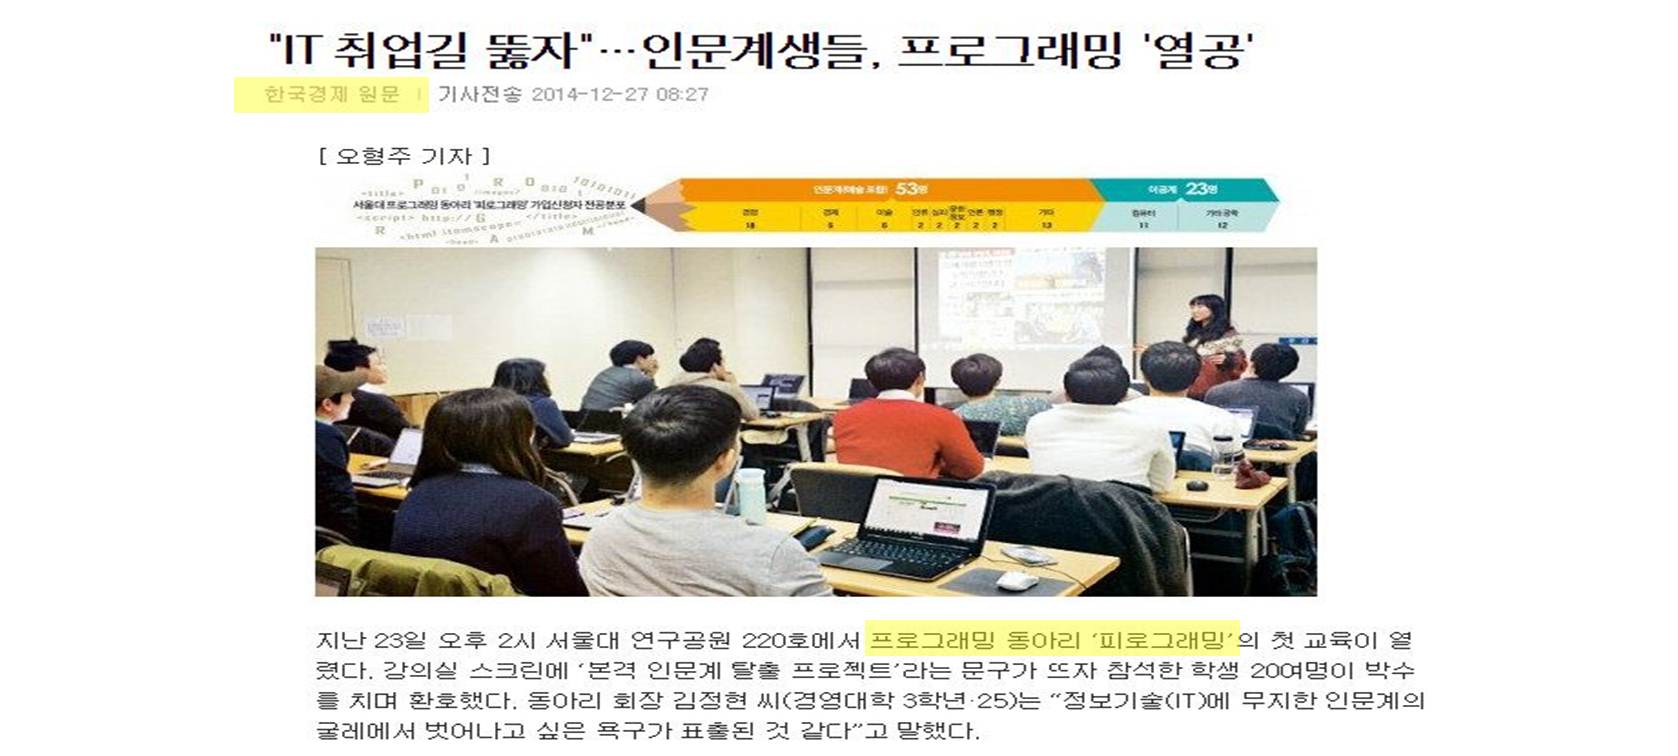 "IT 취업길 뚫자"…인문계생들, 프로그래밍 '열공'
한국경제 원문 | 기사전송 2014-12-27 08:27
[ 오형주 기자 ]
서울대 프로그래밍 동아리 '피로그래밍' 가입신청자 전공분포
<title>
<script> http://
</title>
<html itemscope=
인문계(예술 포함) 53명
이공계 23명
경영 경제 미술 인류 심리 언론 행정 기타 컴퓨터 기타 공학
18 2 2 2 2 2 13 11 12
지난 23일 오후 2시 서울대 연구공원 220호에서 프로그래밍 동아리 '피로그래밍'의 첫 교육이 열
렸다. 강의실 스크린에 '본격 인문계 탈출 프로젝트'라는 문구가 뜨자 참석한 학생 20여명이 박수
를 치며 환호했다. 동아리 회장 김정현 씨(경영대학 3학년·25)는 "정보기술(IT)에 무지한 인문계의
굴레에서 벗어나고 싶은 욕구가 표출된 것 같다"고 말했다.